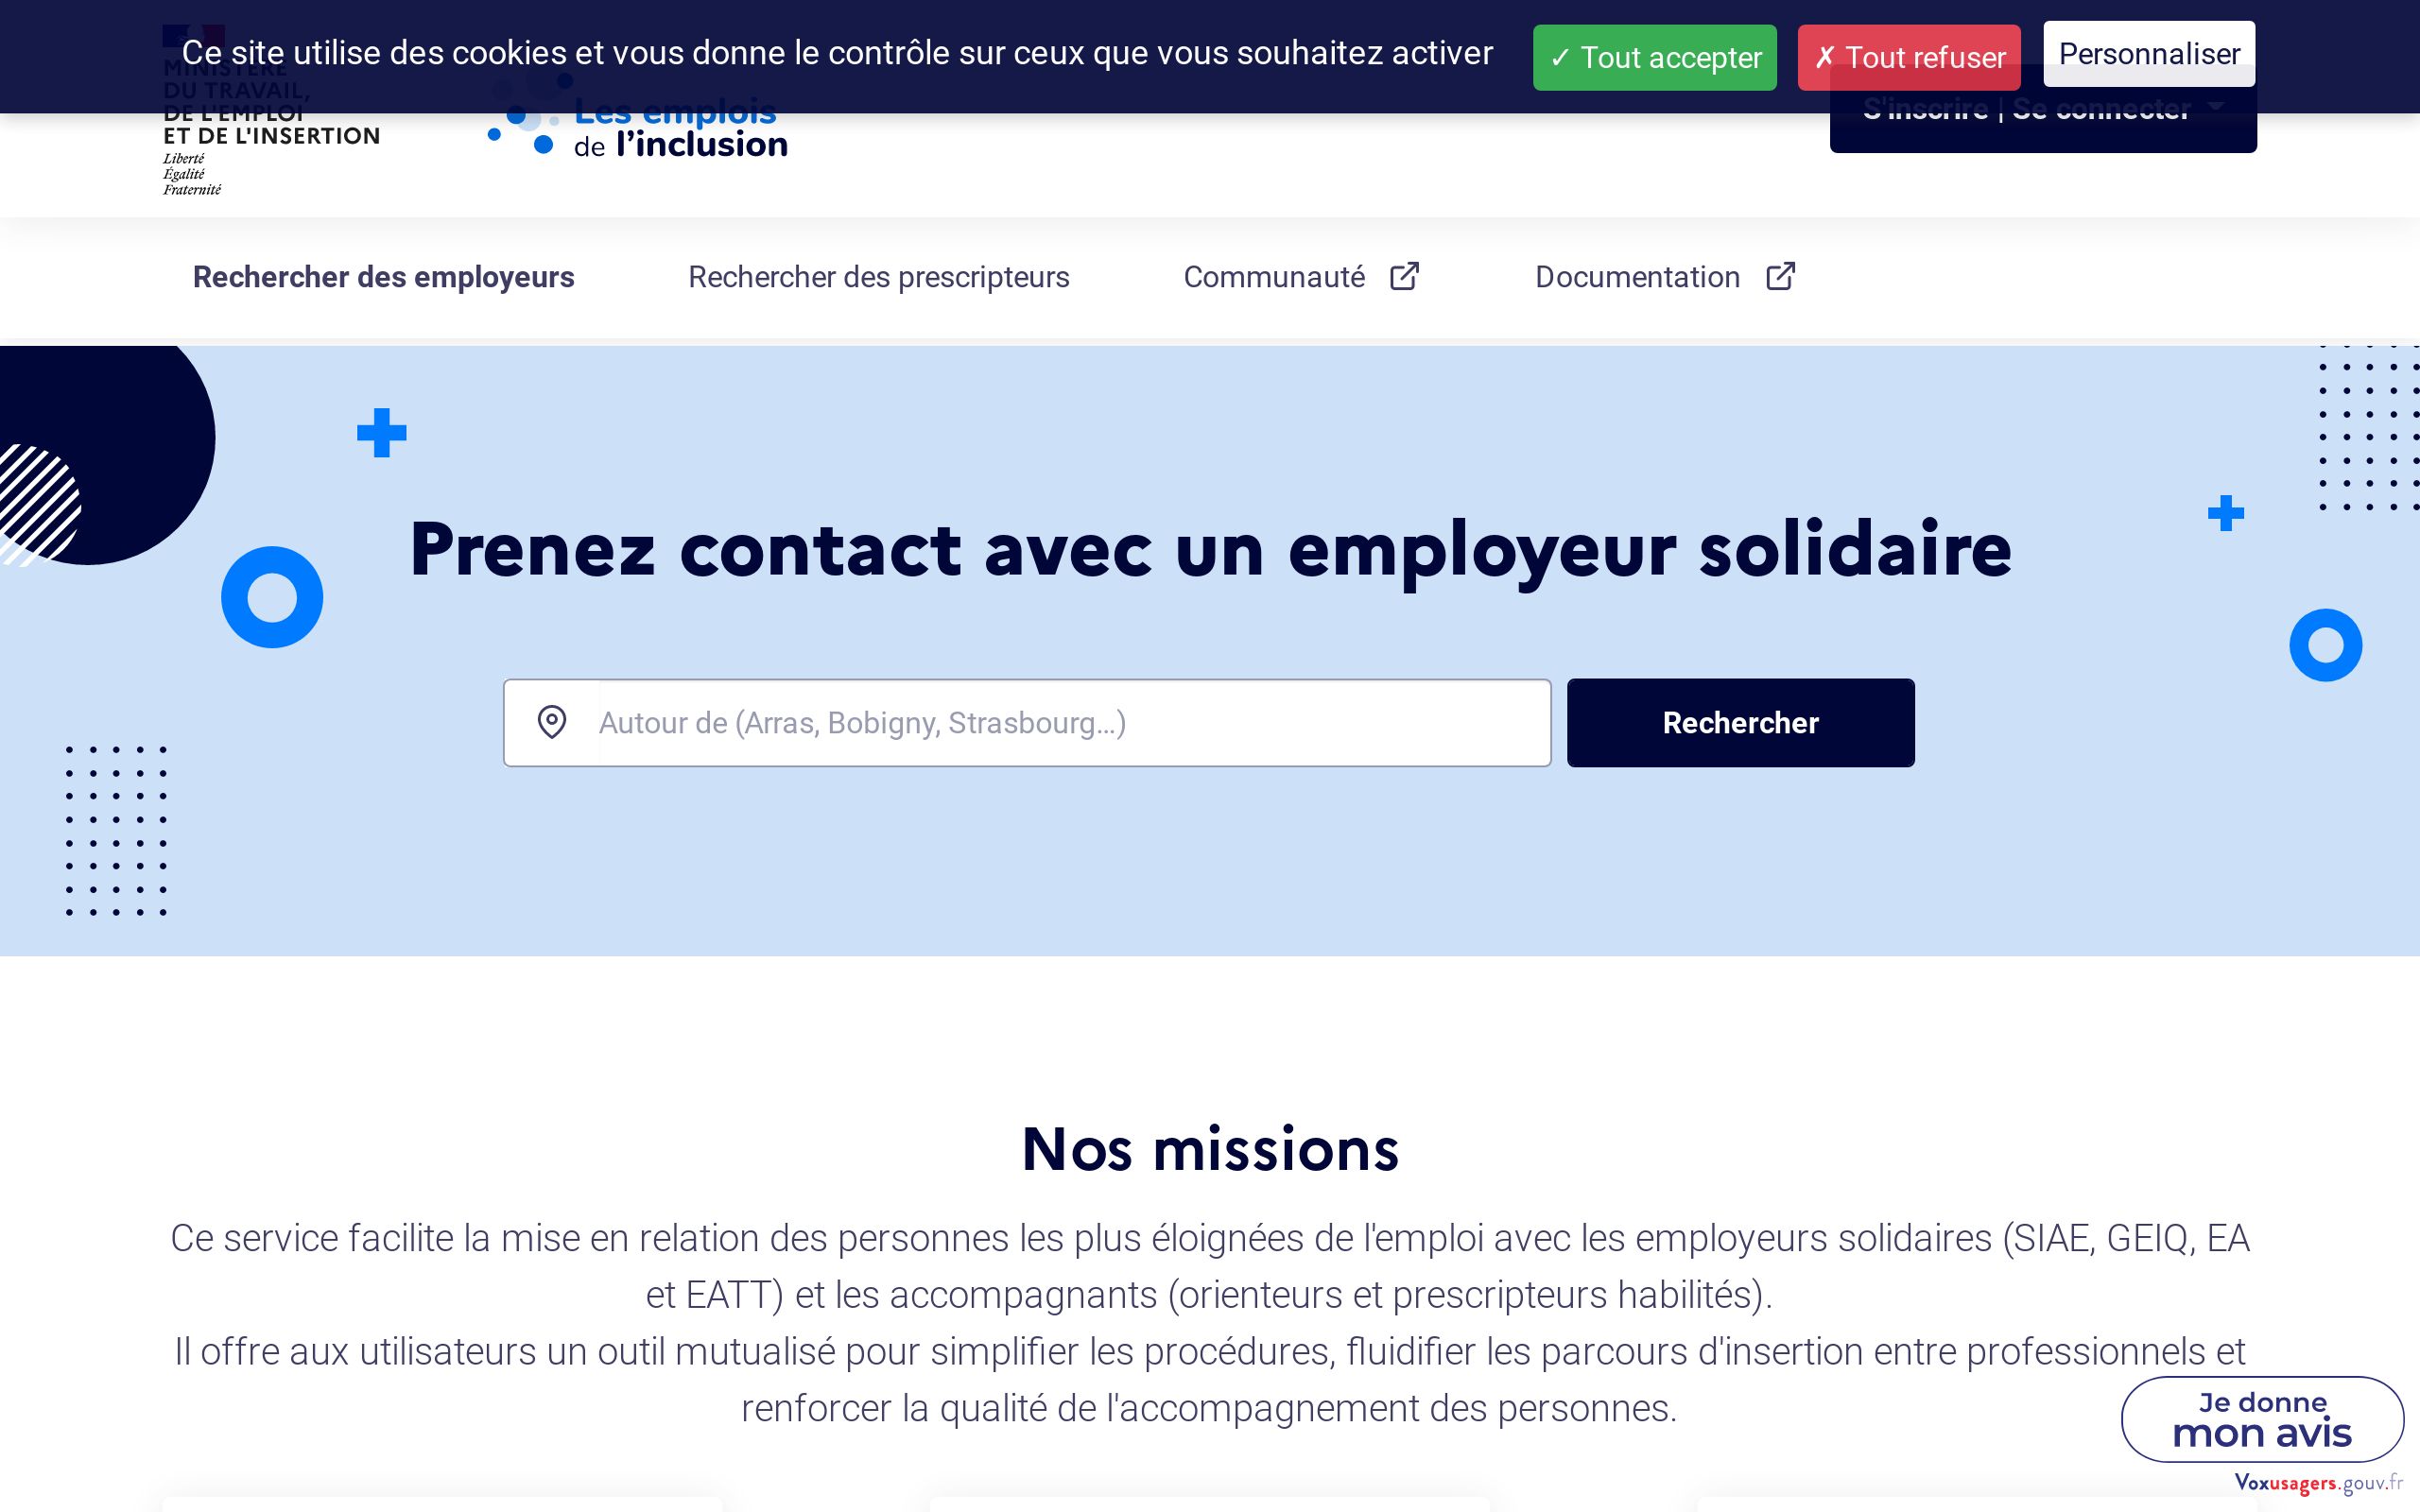 Ce site utilise des cookies et vous donne le contrôle sur ceux que vous souhaitez activer
✓ Tout accepter
✗ Tout refuser
Personnaliser
MINISTÈRE
DU TRAVAIL,
DE L'EMPLOI
ET DE L'INSERTION
Liberté
Égalité
Fraternité
Les emplois
de l'inclusion
S'inscrire | Se connecter
Rechercher des employeurs
Rechercher des prescripteurs
Communauté
Documentation
Prenez contact avec un employeur solidaire
Autour de (Arras, Bobigny, Strasbourg...)
Rechercher
Nos missions
Ce service facilite la mise en relation des personnes les plus éloignées de l'emploi avec les employeurs solidaires (SIAE, GEIQ, EA
et EATT) et les accompagnants (orienteurs et prescripteurs habilités).
Il offre aux utilisateurs un outil mutualisé pour simplifier les procédures, fluidifier les parcours d'insertion entre professionnels et
renforcer la qualité de l'accompagnement des personnes.
Je donne
mon avis
Voxusagers.gouv.fr